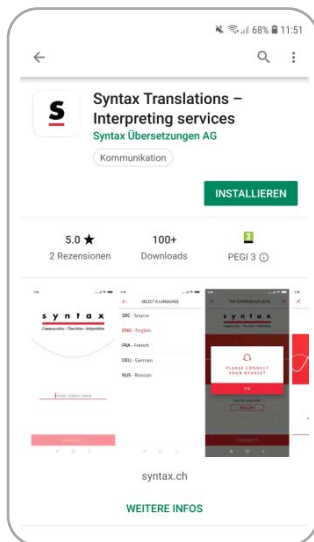 68% 11:51
S
Syntax Translations –
Interpreting services
Syntax Übersetzungen AG
Kommunikation
INSTALLIEREN
5.0 ★
2 Rezensionen
100+
Downloads
3
PEGI 3
syntax
SELECT A LANGUAGE
SRC - Source
ENG - English
FRA - French
DEU - German
RUS - Russian
PLEASE CONNECT
YOUR HEADSET
syntax.ch
WEITERE INFOS